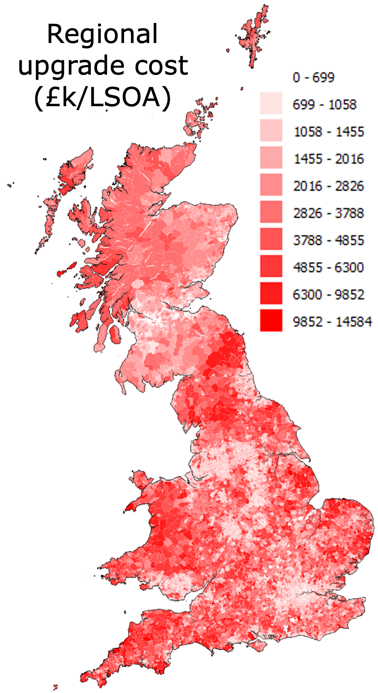 Regional
upgrade cost
(£k/LSOA)
0 - 699
699 - 1058
1058 - 1455
1455 - 2016
2016 - 2826
2826 - 3788
3788 - 4855
4855 - 6300
6300 - 9852
9852 - 14584